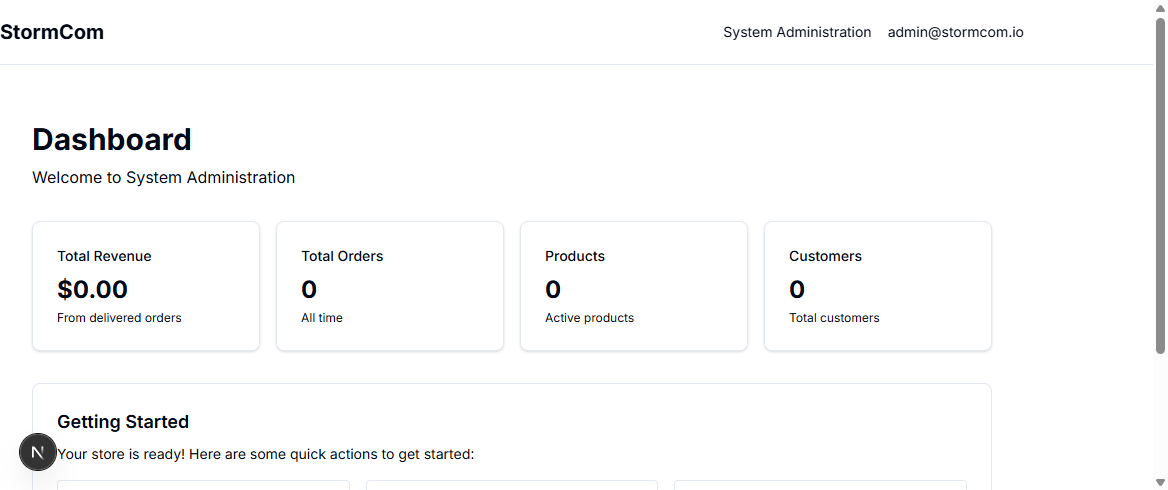 StormCom
System Administration admin@stormcom.io
Dashboard
Welcome to System Administration
Total Revenue
$0.00
From delivered orders
Total Orders
0
All time
Products
0
Active products
Customers
0
Total customers
Getting Started
Your store is ready! Here are some quick actions to get started:
N